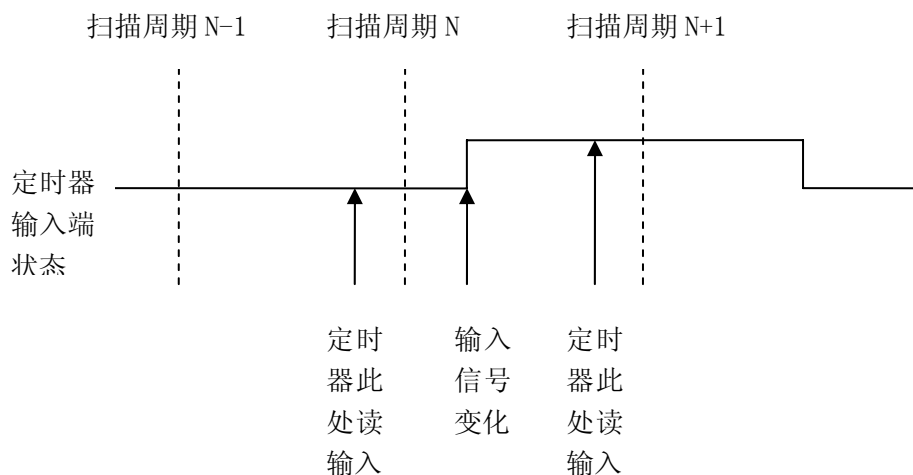 扫描周期 N-1
扫描周期 N
扫描周期 N+1
定时器
输入端
状态
定时
器此
处读
输入
输入
信号
变化
定时
器此
处读
输入